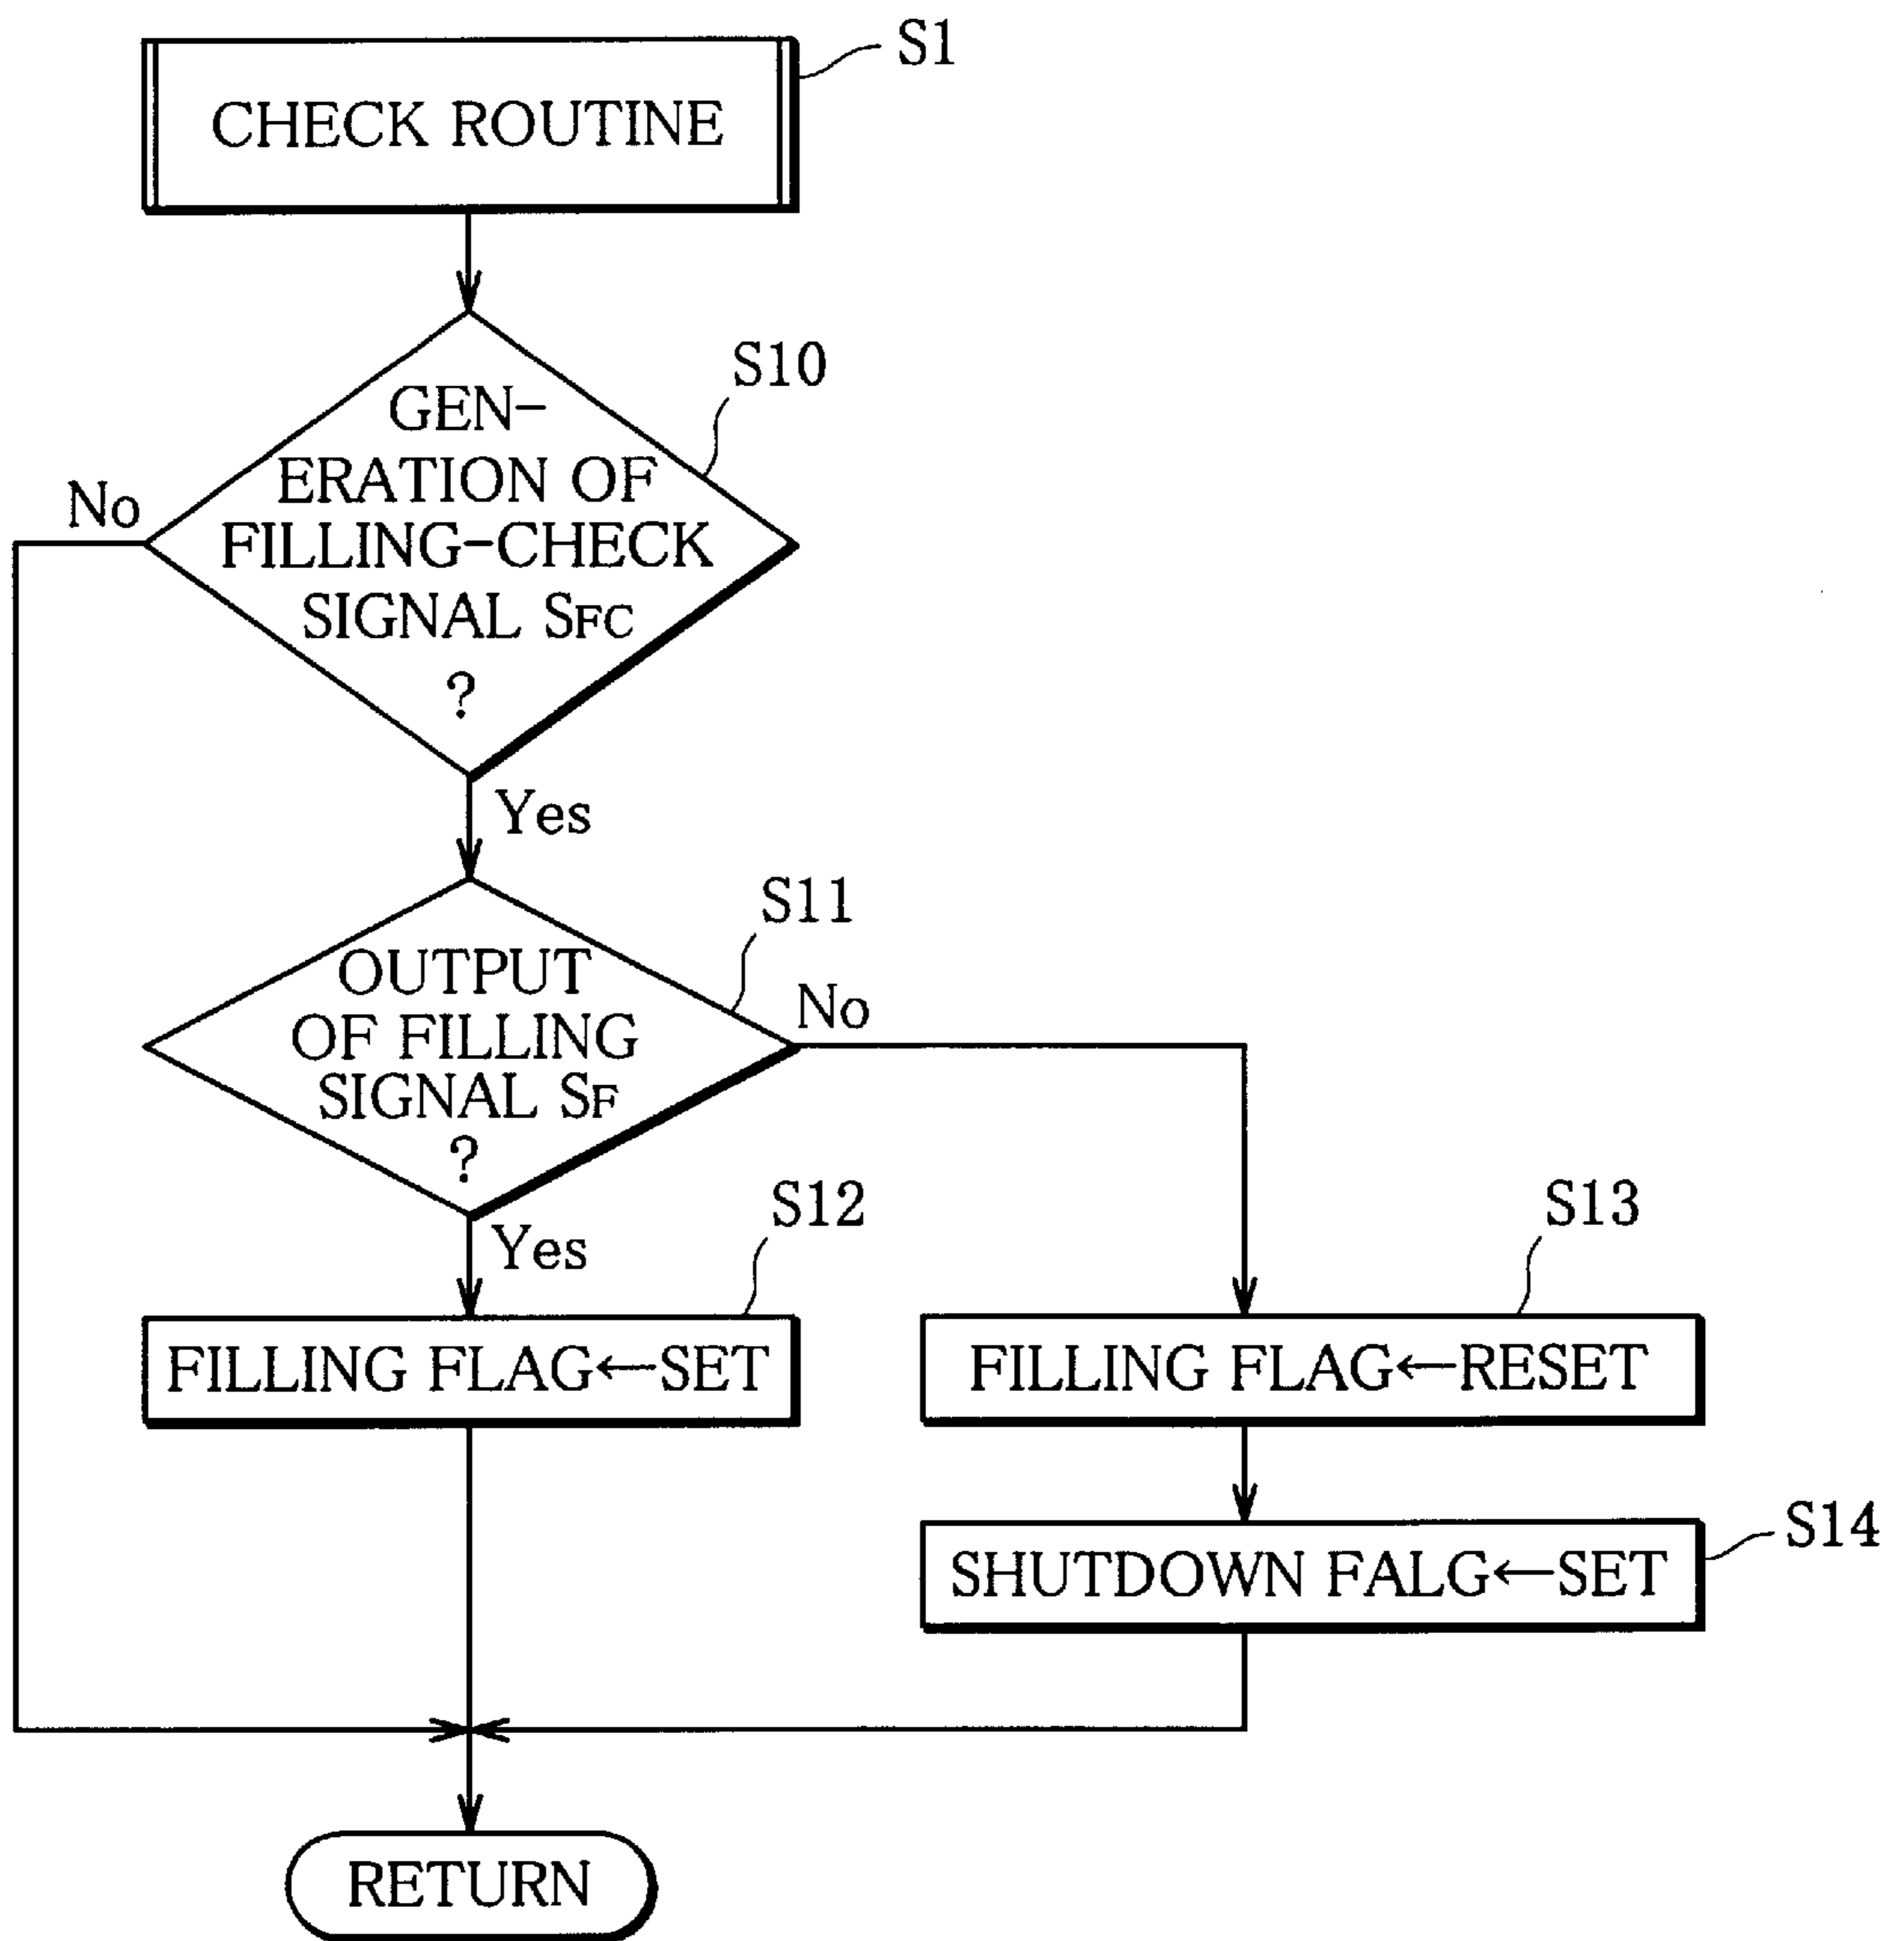 S1
CHECK ROUTINE
S10
GEN-
ERATION OF
FILLING-CHECK
SIGNAL SFC
?
No
Yes
S11
OUTPUT
OF FILLING
SIGNAL SF
?
No
Yes
S12
FILLING FLAG←SET
S13
FILLING FLAG←RESET
S14
SHUTDOWN FALG←SET
RETURN